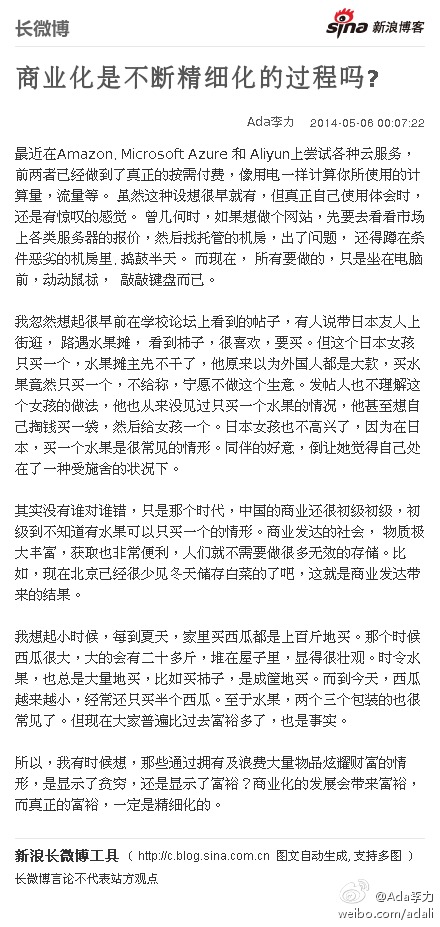 长微博
sina 新浪博客
商业化是不断精细化的过程吗?
Ada李力 2014-05-06 00:07:22
最近在Amazon, Microsoft Azure 和 Aliyun上尝试各种云服务，
前两者已经做到了真正的按需付费，像用电一样计算你所使用的计
算量，流量等。 虽然这种设想很早就有，但真正自己使用体会时，
还是有惊叹的感觉。 曾几何时，如果想做个网站，先要去看看市场
上各类服务器的报价，然后找托管的机房，出了问题， 还得蹲在条
件恶劣的机房里, 捣鼓半天。 而现在， 所有要做的，只是坐在电脑
前，动动鼠标， 敲敲键盘而已。
我忽然想起很早前在学校论坛上看到的帖子，有人说带日本友人上
街逛， 路遇水果摊， 看到柿子，很喜欢，要买。但这个日本女孩
只买一个，水果摊主先不干了，他原来以为外国人都是大款，买水
果竟然只买一个，不给称，宁愿不做这个生意。发帖人也不理解这
个女孩的做法，他也从来没见过只买一个水果的情况，他甚至想自
己掏钱买一袋，然后给女孩一个。日本女孩也不高兴了，因为在日
本，买一个水果是很常见的情形。同伴的好意，倒让她觉得自己处
在了一种受施舍的状况下。
其实没有谁对谁错，只是那个时代，中国的商业还很初级初级，初
级到不知道有水果可以只买一个的情形。商业发达的社会， 物质极
大丰富，获取也非常便利，人们就不需要做很多无效的存储。比
如，现在北京已经很少见冬天储存白菜的了吧，这就是商业发达带
来的结果。
我想起小时候，每到夏天，家里买西瓜都是上百斤地买。那个时候
西瓜很大，大的会有二十多斤，堆在屋子里，显得很壮观。时令水
果，也总是大量地买，比如买柿子，是成筐地买。而到今天，西瓜
越来越小，经常还只买半个西瓜。至于水果，两个三个包装的也很
常见了。但现在大家普遍比过去富裕多了，也是事实。
所以，我有时候想，那些通过拥有及浪费大量物品炫耀财富的情
形，是显示了贫穷，还是显示了富裕？商业化的发展会带来富裕，
而真正的富裕，一定是精细化的。
新浪长微博工具（ http://c.blog.sina.com.cn 图文自动生成, 支持多图 ）
长微博言论不代表站方观点
@Ada李力
weibo.com/adali